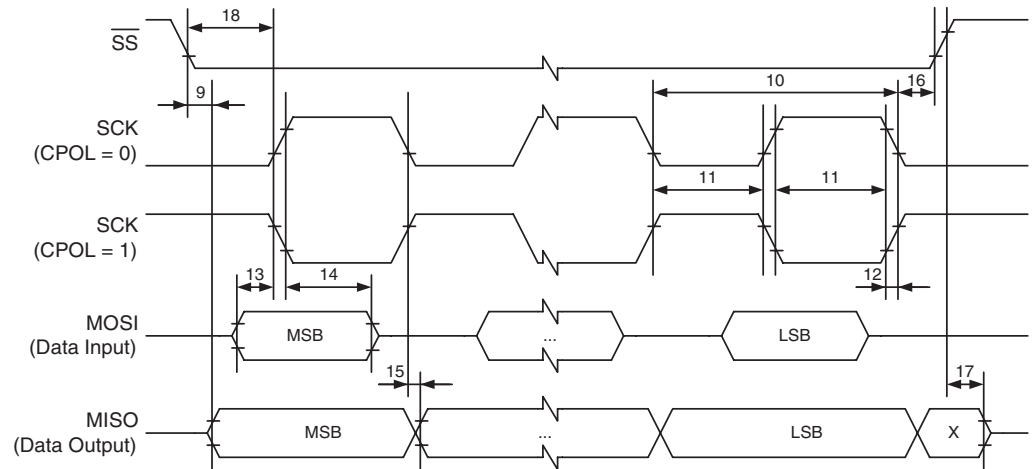 18
SS
10
16
9
SCK
(CPOL = 0)
11
11
SCK
(CPOL = 1)
13
14
12
MOSI
(Data Input)
MSB
...
LSB
15
17
MISO
(Data Output)
MSB
...
LSB
X